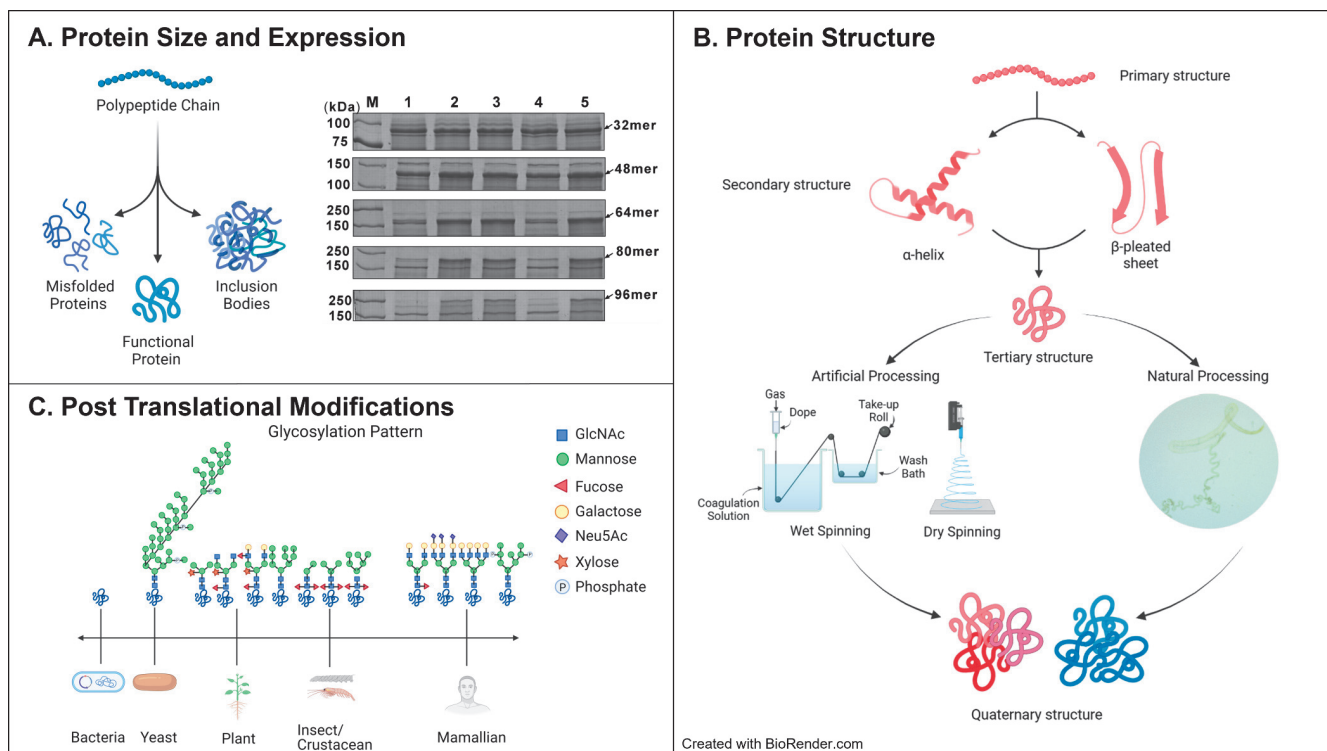 A. Protein Size and Expression
Polypeptide Chain
Misfolded
Proteins
Functional
Protein
Inclusion
Bodies
(kDa) M 1 2 3 4 5
100
75
32mer
150
100
48mer
250
150
64mer
250
150
80mer
250
150
96mer
B. Protein Structure
Primary structure
Secondary structure
α-helix
β-pleated
sheet
Tertiary structure
Artificial Processing
Natural Processing
Gas
Dope
Take-up
Roll
Wash
Bath
Coagulation
Solution
Wet Spinning
Dry Spinning
Quaternary structure
Created with BioRender.com
C. Post Translational Modifications
Glycosylation Pattern
GlcNAc
Mannose
Fucose
Galactose
Neu5Ac
Xylose
P Phosphate
Bacteria
Yeast
Plant
Insect/
Crustacean
Mamallian